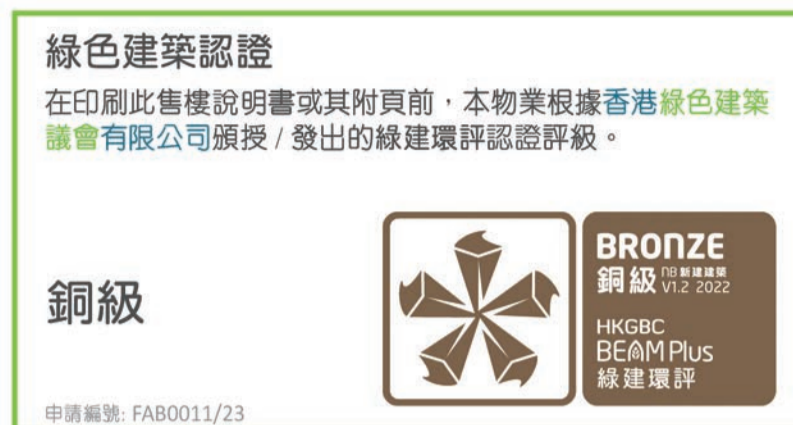 綠色建築認證
在印刷此售樓說明書或其附頁前，本物業根據香港綠色建築
議會有限公司頒授 / 發出的綠建環評認證評級。
銅級
BRONZE
銅級 NB 新建建築
V1.2 2022
HKGBC
BEAM Plus
綠建環評
申請編號: FAB0011/23